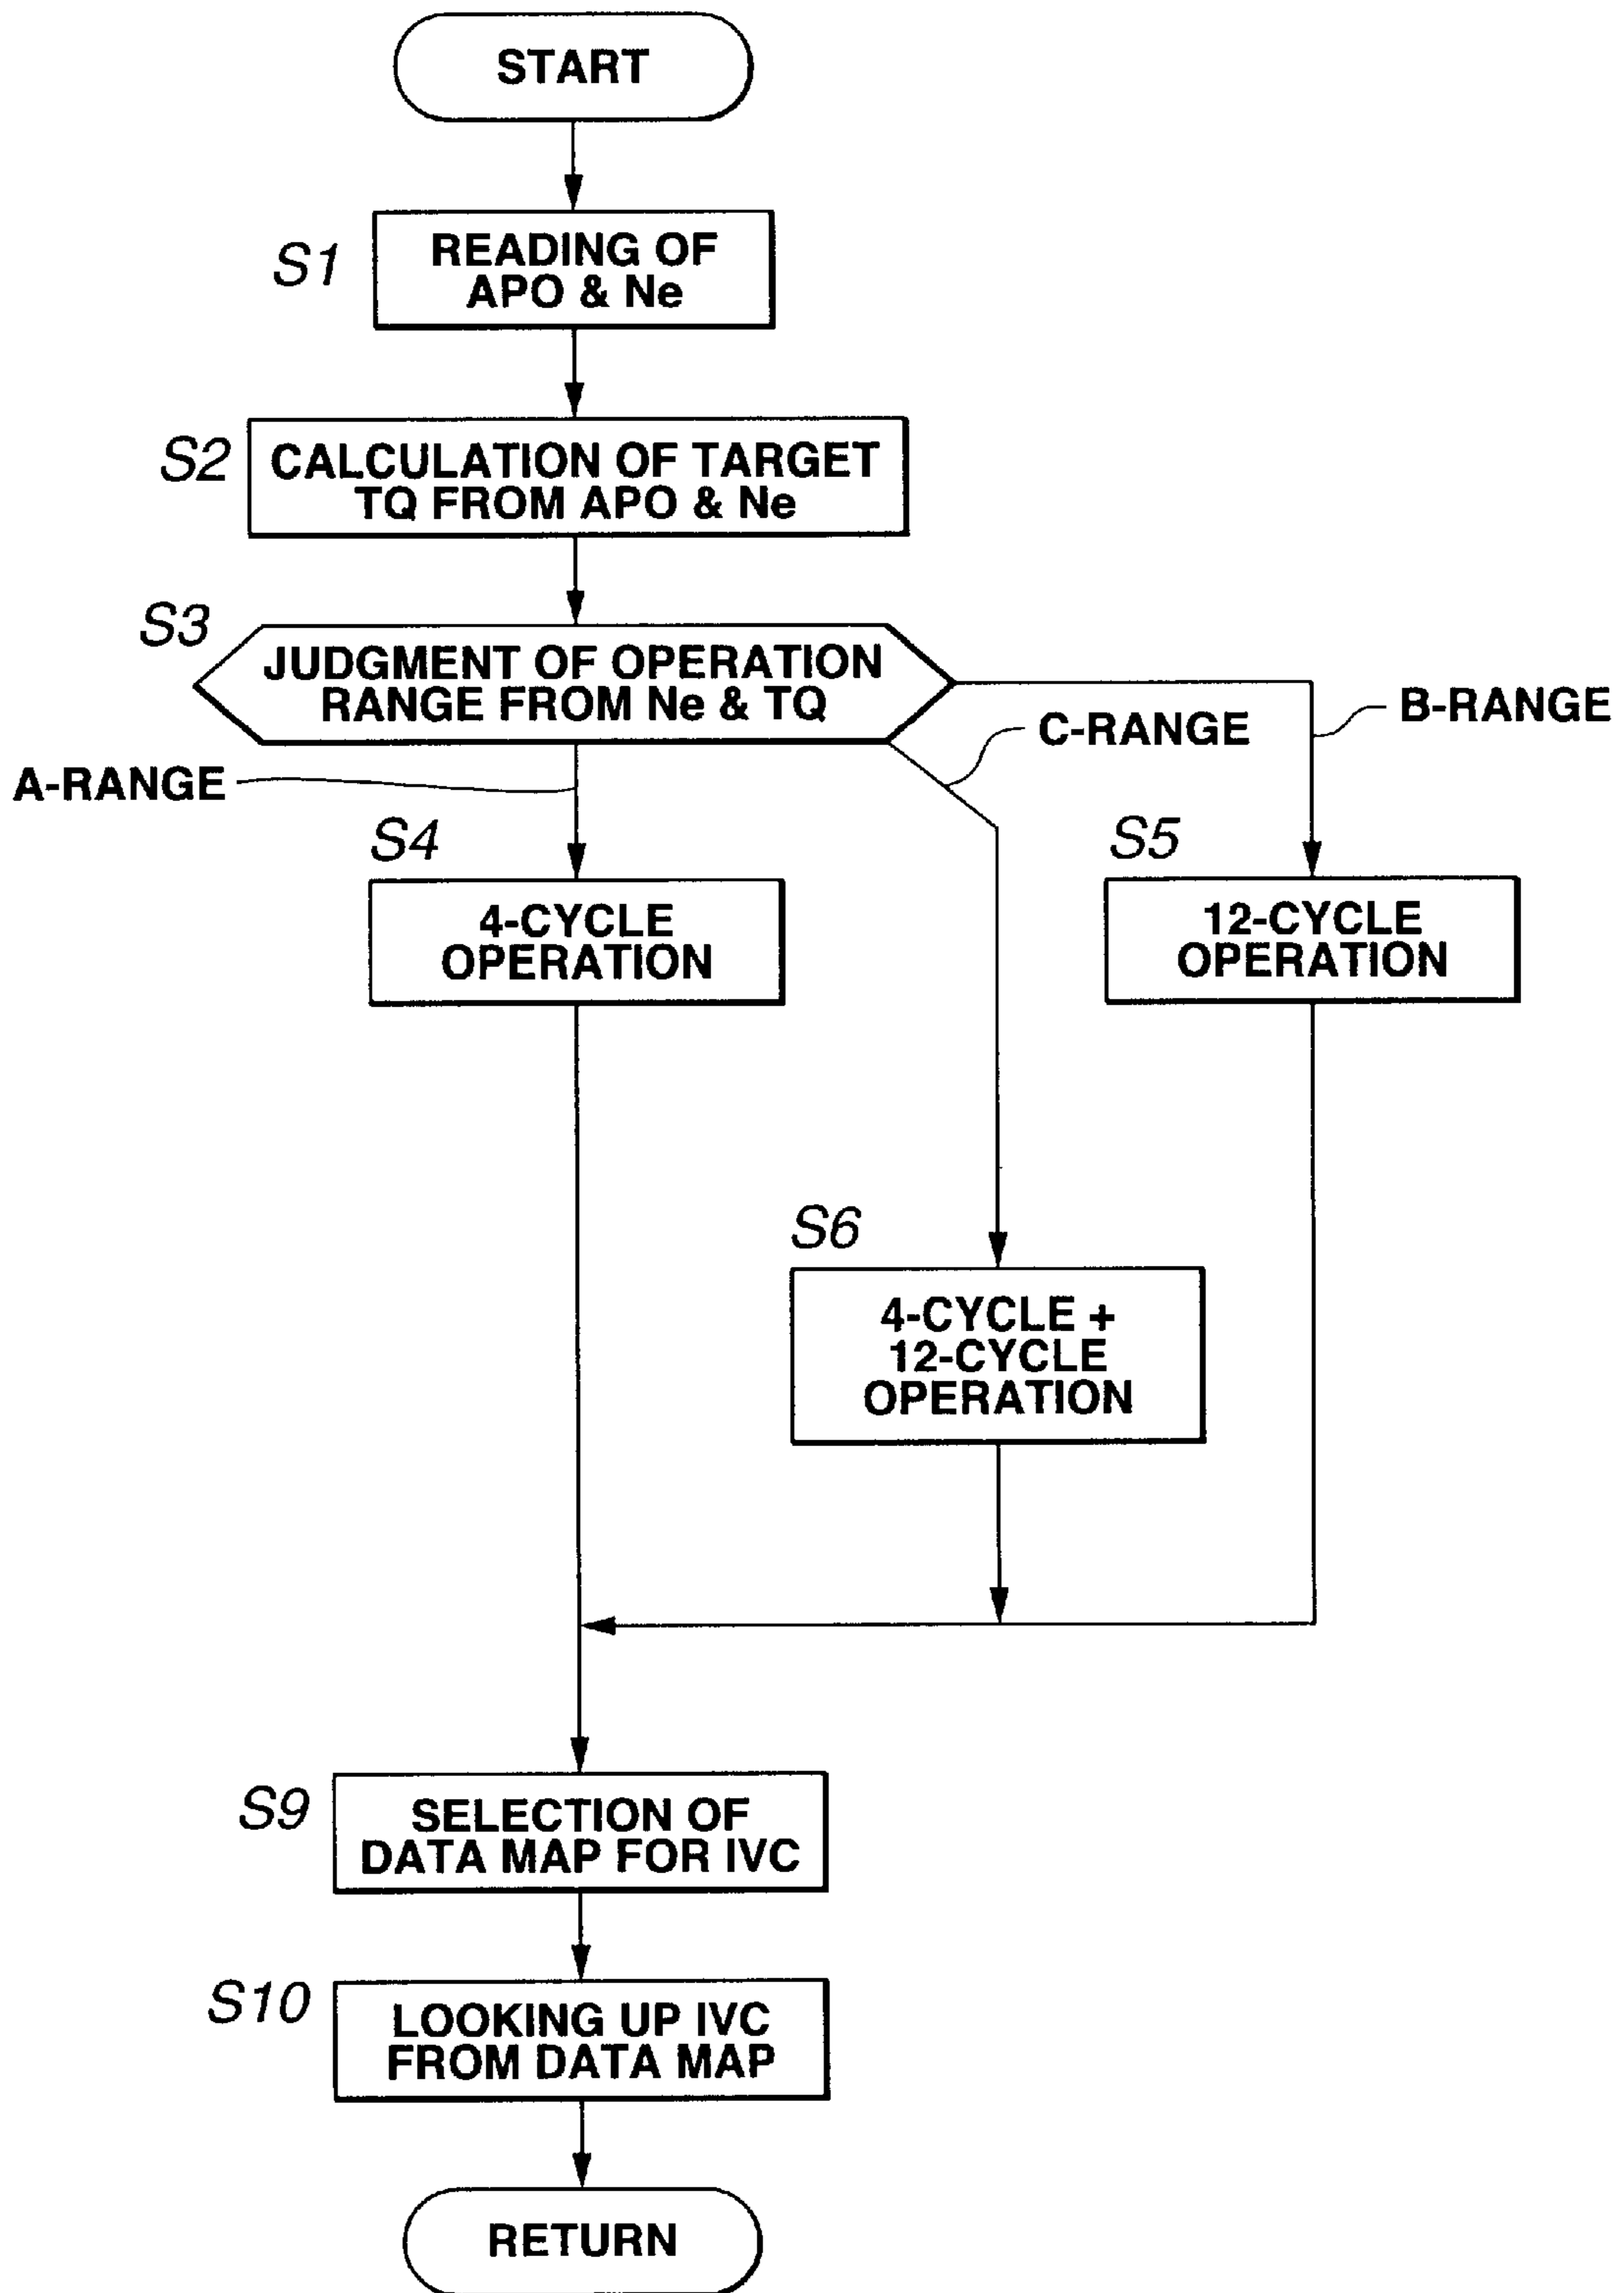 START
S1
READING OF
APO & Ne
S2
CALCULATION OF TARGET
TQ FROM APO & Ne
S3
JUDGMENT OF OPERATION
RANGE FROM Ne & TQ
B-RANGE
C-RANGE
A-RANGE
S4
4-CYCLE
OPERATION
S5
12-CYCLE
OPERATION
S6
4-CYCLE +
12-CYCLE
OPERATION
S9
SELECTION OF
DATA MAP FOR IVC
S10
LOOKING UP IVC
FROM DATA MAP
RETURN